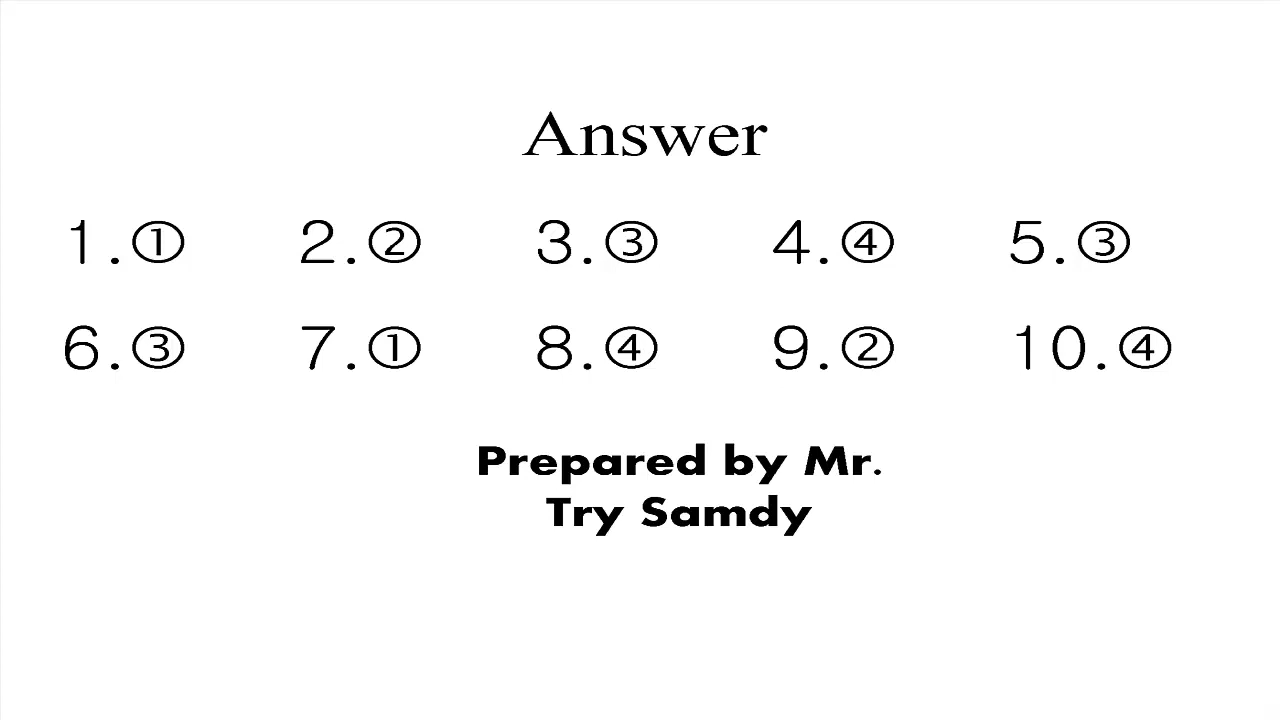 Answer
1.① 2.② 3.③ 4.④ 5.③
6.③ 7.① 8.④ 9.② 10.④
Prepared by Mr.
Try Samdy